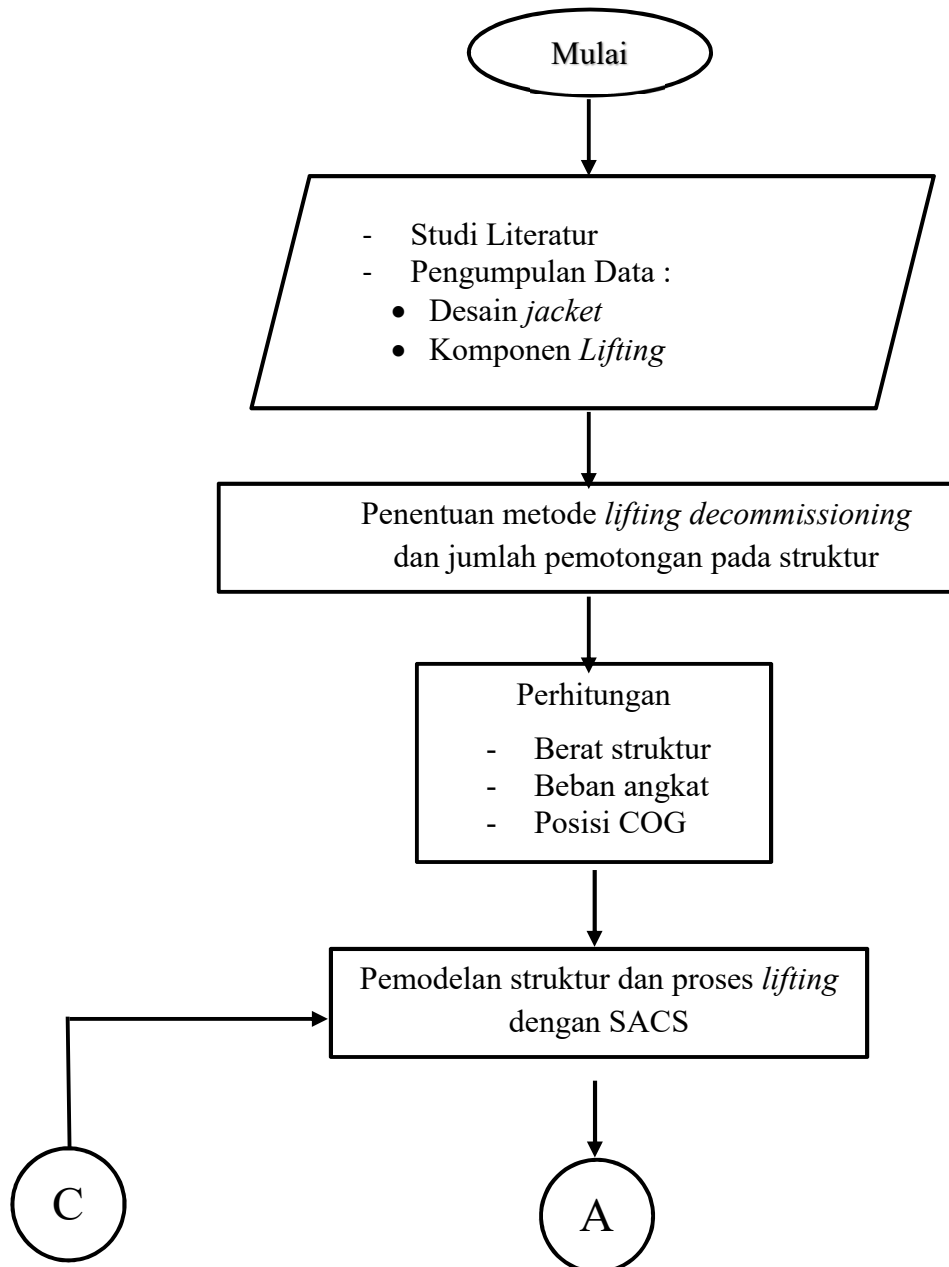 Mulai
- Studi Literatur
- Pengumpulan Data :
• Desain jacket
• Komponen Lifting
Penentuan metode lifting decommissioning
dan jumlah pemotongan pada struktur
Perhitungan
- Berat struktur
- Beban angkat
- Posisi COG
Pemodelan struktur dan proses lifting
dengan SACS
C
A